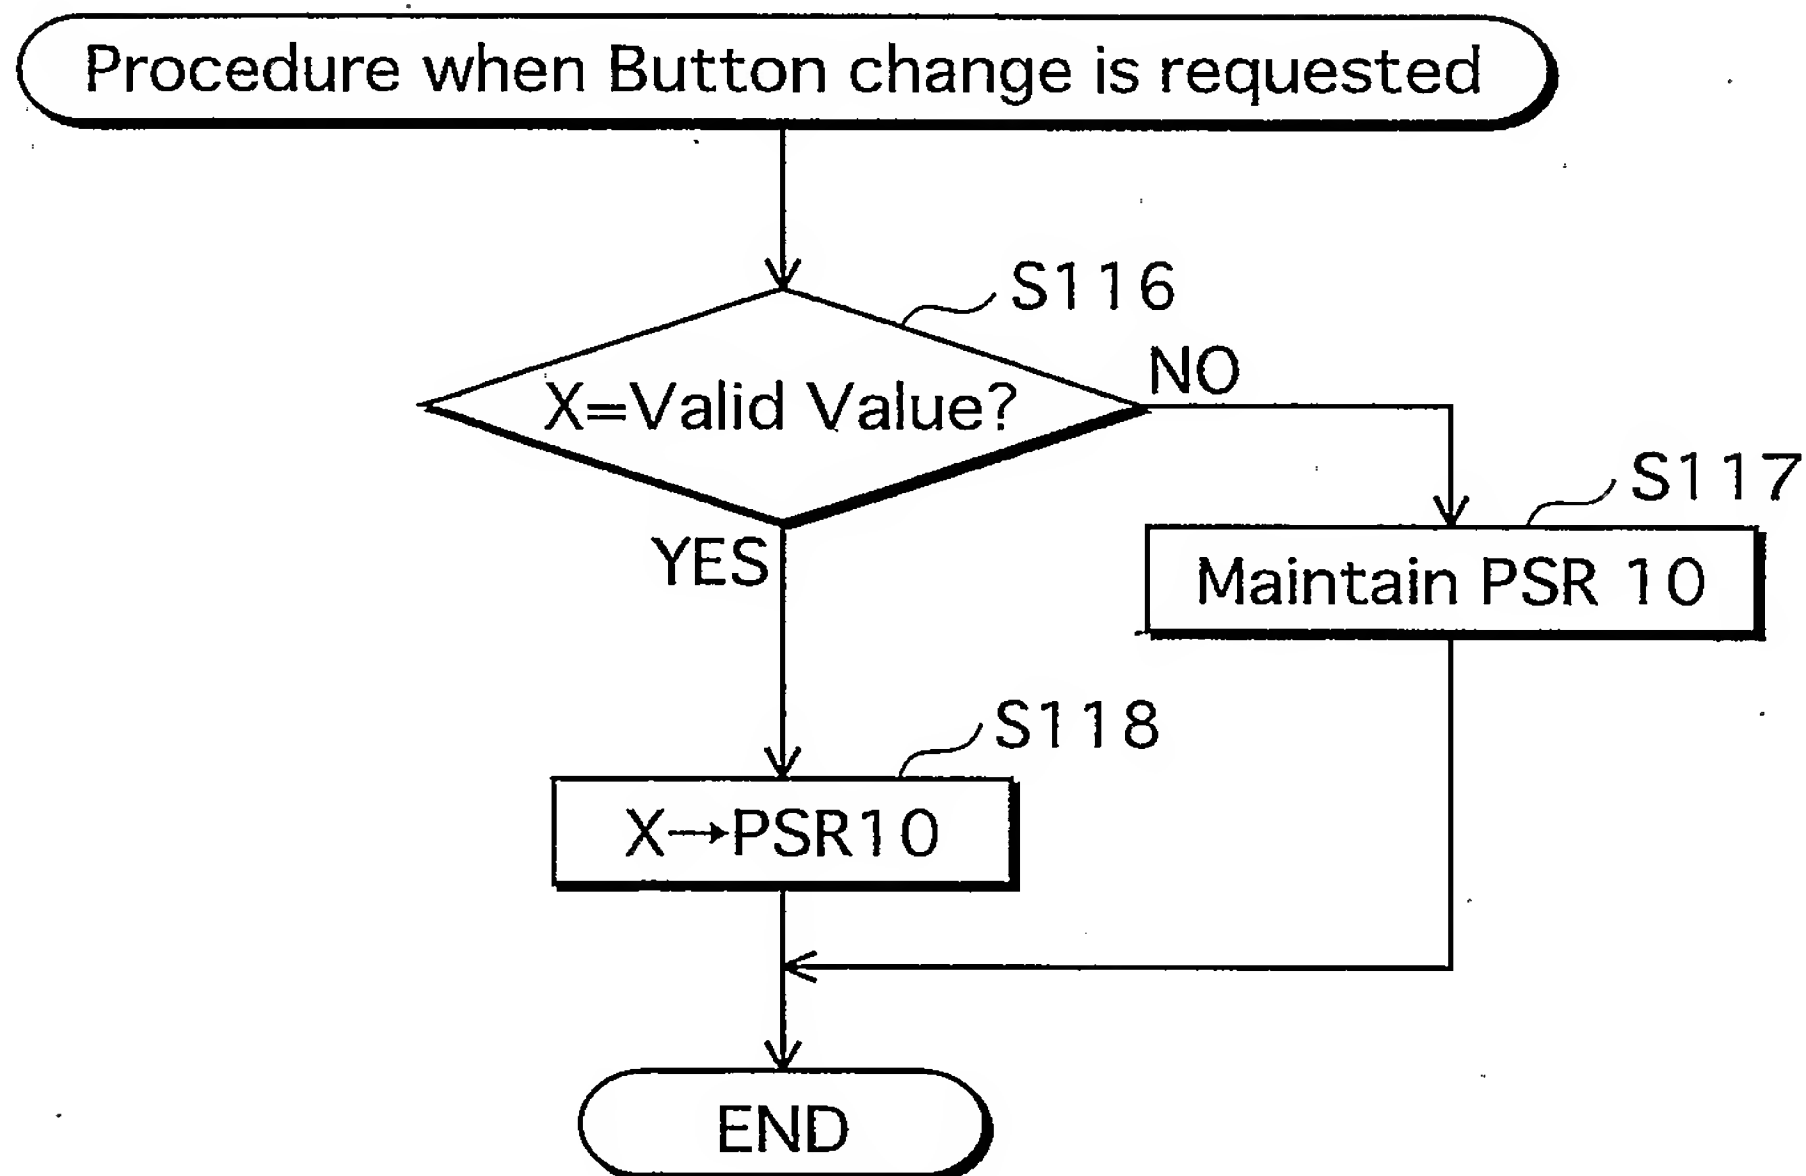 Procedure when Button change is requested
S116
X=Valid Value?
NO
S117
Maintain PSR 10
YES
S118
X→PSR10
END